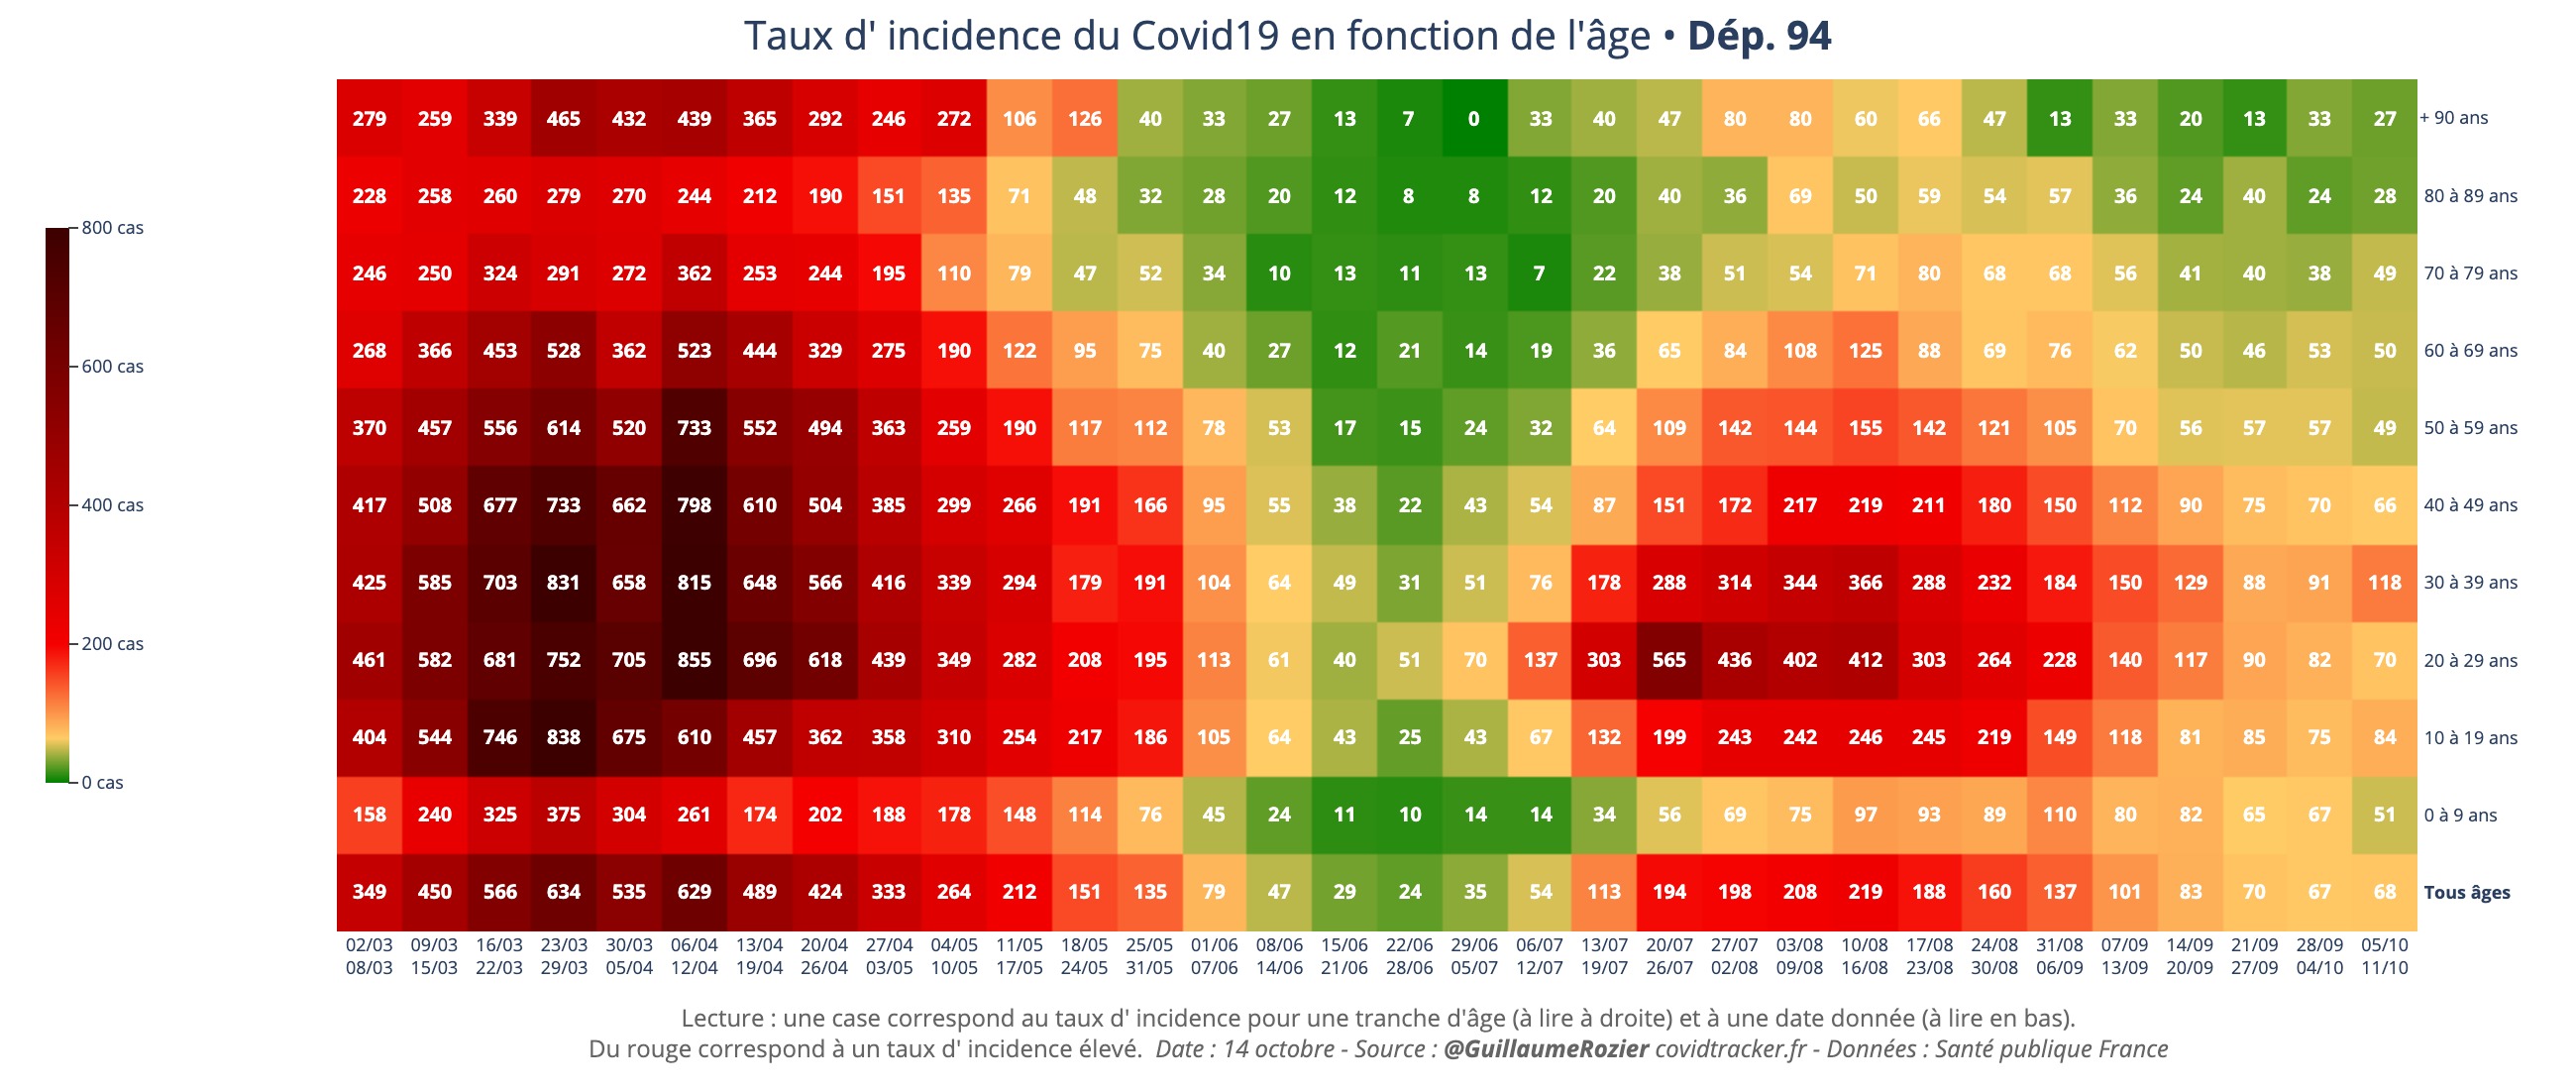 Taux d' incidence du Covid19 en fonction de l'âge • Dép. 94
800 cas
600 cas
400 cas
200 cas
0 cas
279 259 339 465 432 439 365 292 246 272 106 126 40 33 27 13 7 0 33 40 47 80 80 60 66 47 13 33 20 13 33 27 + 90 ans
228 258 260 279 270 244 212 190 151 135 71 48 32 28 20 12 8 8 12 20 40 36 69 50 59 54 57 36 24 40 24 28 80 à 89 ans
246 250 324 291 272 362 253 244 195 110 79 47 52 34 10 13 11 13 7 22 38 51 54 71 80 68 68 56 41 40 38 49 70 à 79 ans
268 366 453 528 362 523 444 329 275 190 122 95 75 40 27 12 21 14 19 36 65 84 108 125 88 69 76 62 50 46 53 50 60 à 69 ans
370 457 556 614 520 733 552 494 363 259 190 117 112 78 53 17 15 24 32 64 109 142 144 155 142 121 105 70 56 57 57 49 50 à 59 ans
417 508 677 733 662 798 610 504 385 299 266 191 166 95 55 38 22 43 54 87 151 172 217 219 211 180 150 112 90 75 70 66 40 à 49 ans
425 585 703 831 658 815 648 566 416 339 294 179 191 104 64 49 31 51 76 178 288 314 344 366 288 232 184 150 129 88 91 118 30 à 39 ans
461 582 681 752 705 855 696 618 439 349 282 208 195 113 61 40 51 70 137 303 565 436 402 412 303 264 228 140 117 90 82 70 20 à 29 ans
404 544 746 838 675 610 457 362 358 310 254 217 186 105 64 43 25 43 67 132 199 243 242 246 245 219 149 118 81 85 75 84 10 à 19 ans
158 240 325 375 304 261 174 202 188 178 148 114 76 45 24 11 10 14 14 34 56 69 75 97 93 89 110 80 82 65 67 51 0 à 9 ans
349 450 566 634 535 629 489 424 333 264 212 151 135 79 47 29 24 35 54 113 194 198 208 219 188 160 137 101 83 70 67 68 Tous âges
02/03 09/03 16/03 23/03 30/03 06/04 13/04 20/04 27/04 04/05 11/05 18/05 25/05 01/06 08/06 15/06 22/06 29/06 06/07 13/07 20/07 27/07 03/08 10/08 17/08 24/08 31/08 07/09 14/09 21/09 28/09 05/10
08/03 15/03 22/03 29/03 05/04 12/04 19/04 26/04 03/05 10/05 17/05 24/05 31/05 07/06 14/06 21/06 28/06 05/07 12/07 19/07 26/07 02/08 09/08 16/08 23/08 30/08 06/09 13/09 20/09 27/09 04/10 11/10
Lecture : une case correspond au taux d' incidence pour une tranche d'âge (à lire à droite) et à une date donnée (à lire en bas).
Du rouge correspond à un taux d' incidence élevé. Date : 14 octobre - Source : @GuillaumeRozier covidtracker.fr - Données : Santé publique France